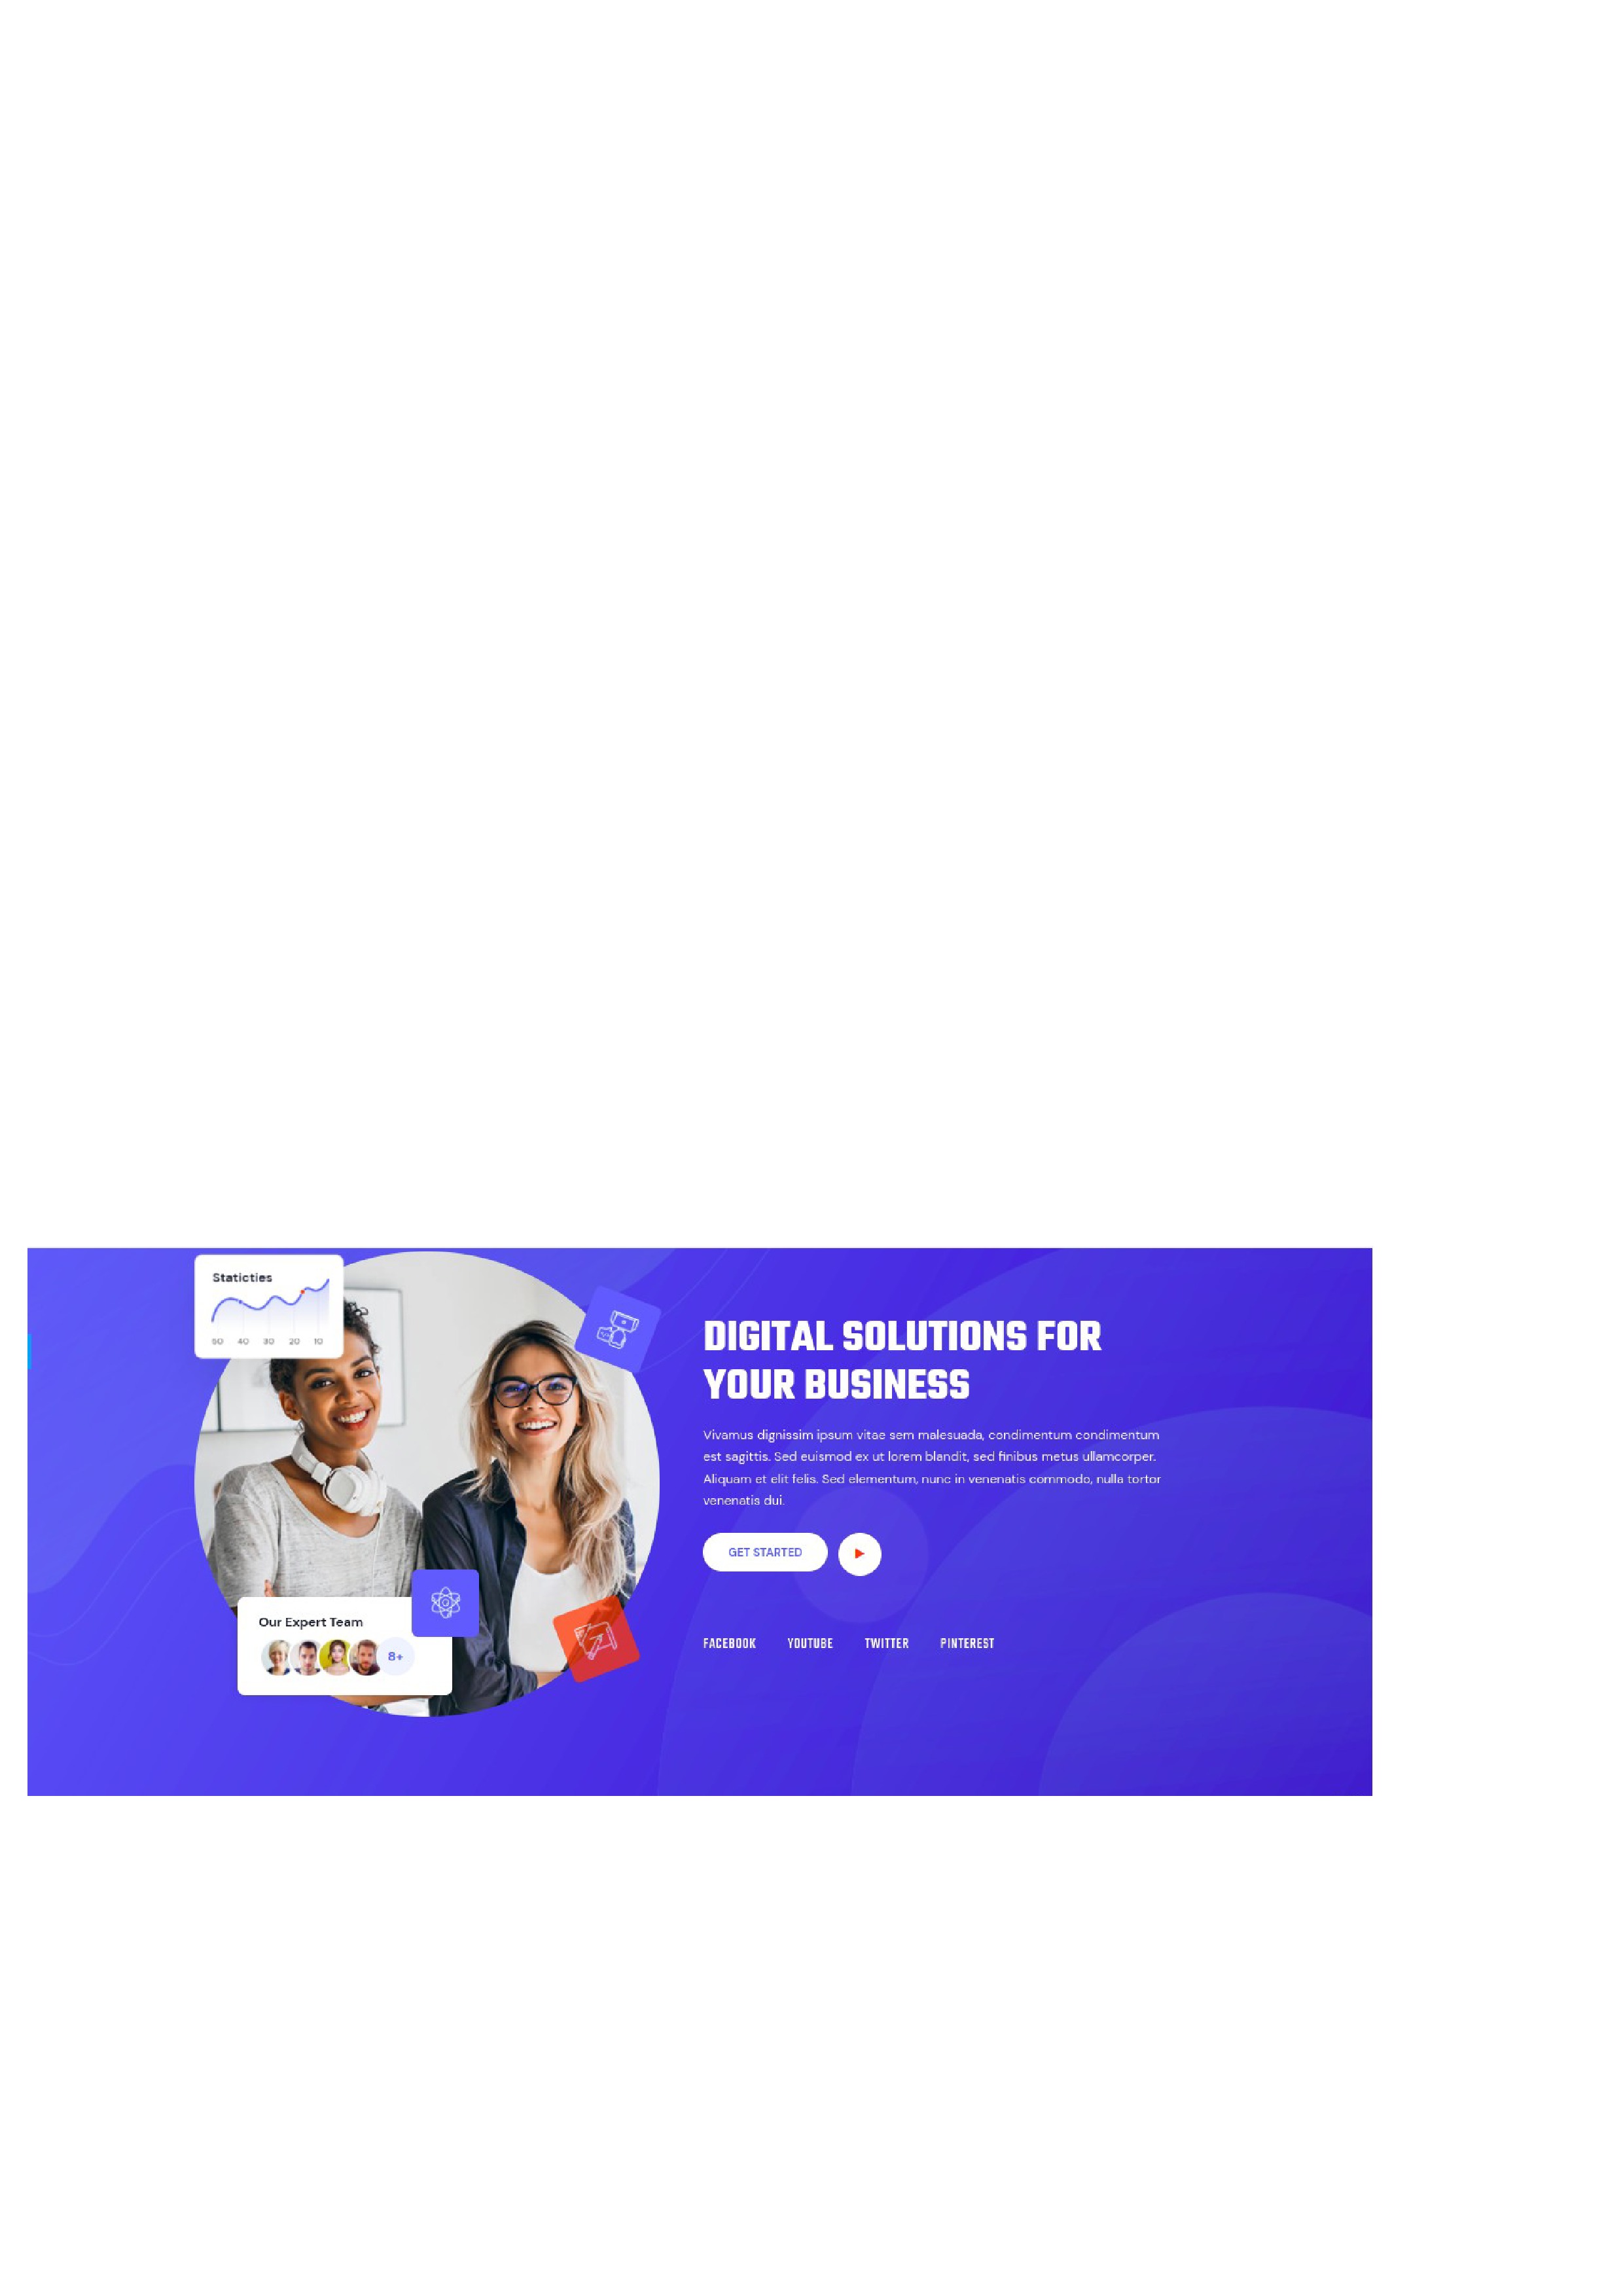 Staticties
50 40 30 20 10
DIGITAL SOLUTIONS FOR
YOUR BUSINESS
Vivamus dignissim ipsum vitae sem malesuada, condimentum condimentum
est sagittis. Sed euismod ex ut lorem blandit, sed finibus metus ullamcorper.
Aliquam et elit felis. Sed elementum, nunc in venenatis commodo, nulla tortor
venenatis dui.
GET STARTED
Our Expert Team
8+
FACEBOOK YOUTUBE TWITTER PINTEREST